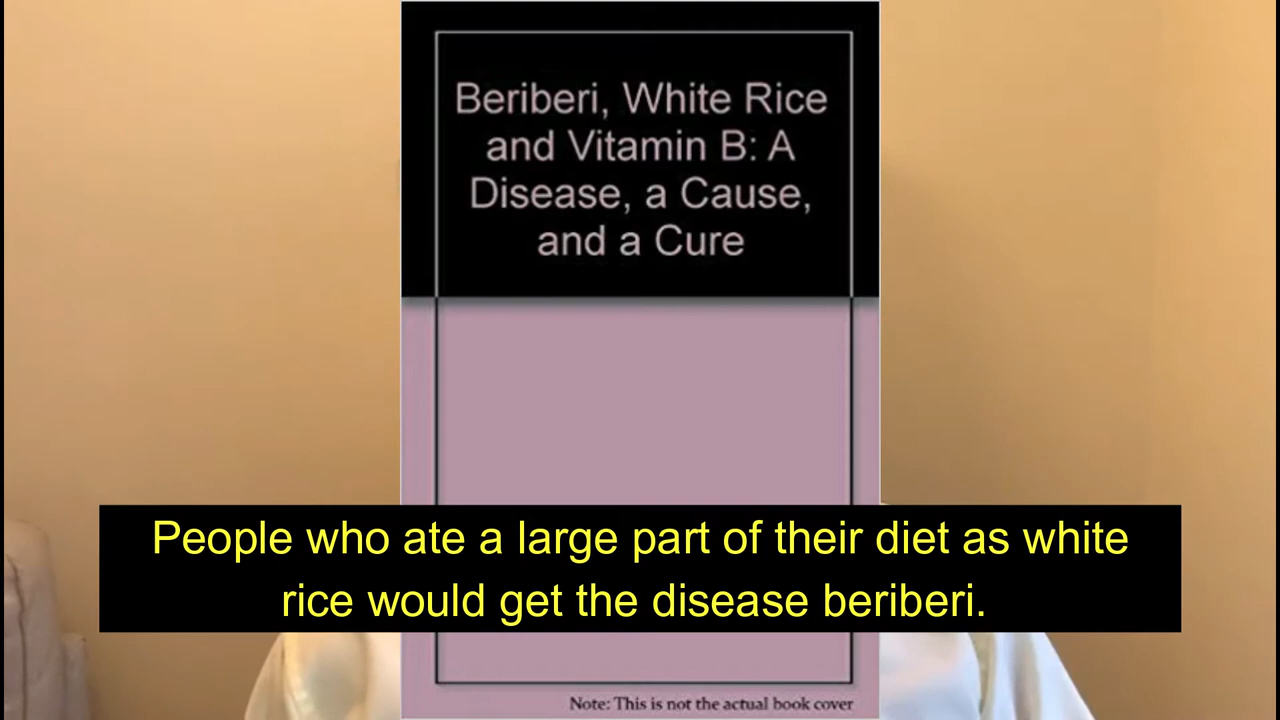 Beriberi, White Rice
and Vitamin B: A
Disease, a Cause,
and a Cure
People who ate a large part of their diet as white
rice would get the disease beriberi.
Note: This is not the actual book cover